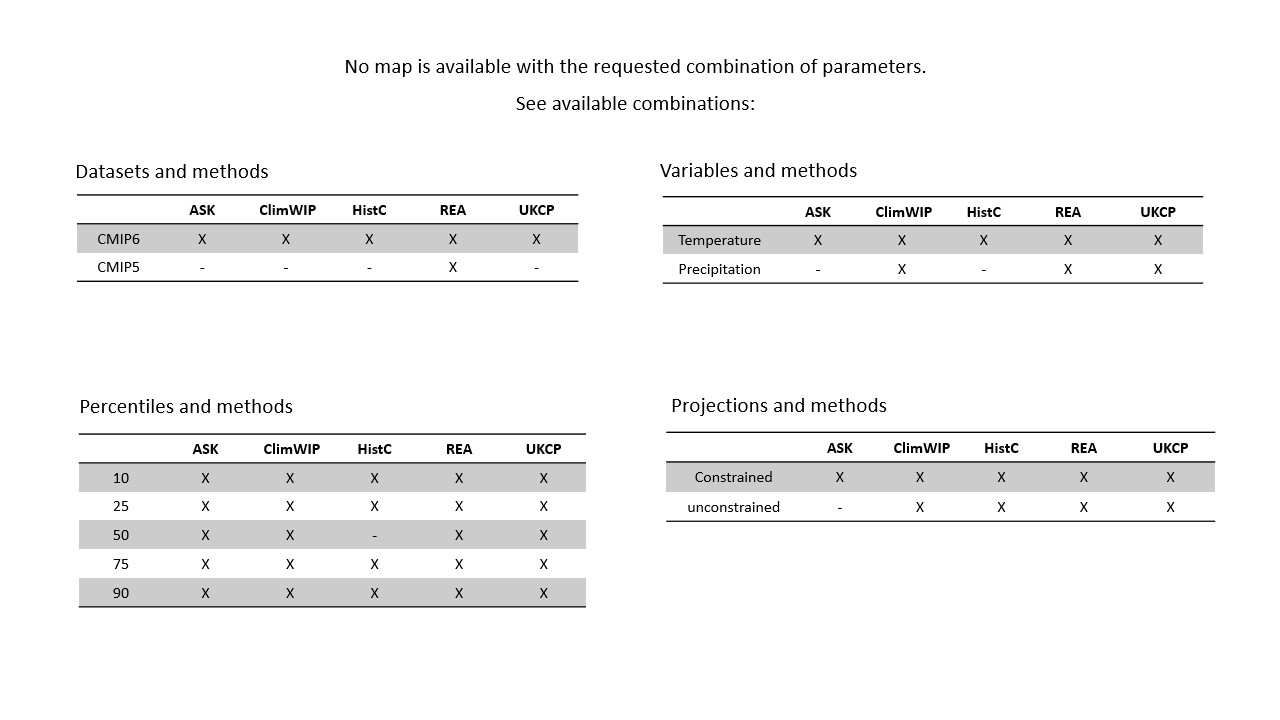 No map is available with the requested combination of parameters.
See available combinations:
Datasets and methods
ASK ClimWIP HistC REA UKCP
CMIP6 X X X X X
CMIP5 - - - X -
Variables and methods
ASK ClimWIP HistC REA UKCP
Temperature X X X X X
Precipitation - X - X X
Percentiles and methods
ASK ClimWIP HistC REA UKCP
10 X X X X X
25 X X X X X
50 X X - X X
75 X X X X X
90 X X X X X
Projections and methods
ASK ClimWIP HistC REA UKCP
Constrained X X X X X
unconstrained - X X X X